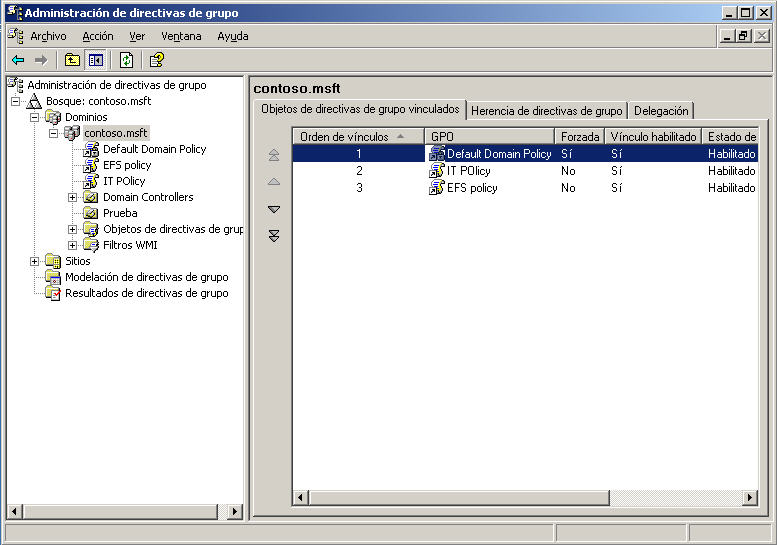 Administración de directivas de grupo
Archivo Acción Ver Ventana Ayuda
Administración de directivas de grupo
Bosque: contoso.msft
Dominios
contoso.msft
Default Domain Policy
EFS policy
IT POlicy
Domain Controllers
Prueba
Objetos de directivas de grup
Filtros WMI
Sitios
Modelación de directivas de grupo
Resultados de directivas de grupo
contoso.msft
Objetos de directivas de grupo vinculados Herencia de directivas de grupo Delegación
Orden de vínculos GPO Forzada Vínculo habilitado Estado de
1 Default Domain Policy Sí Sí Habilitado
2 IT POlicy No Sí Habilitado
3 EFS policy No Sí Habilitado